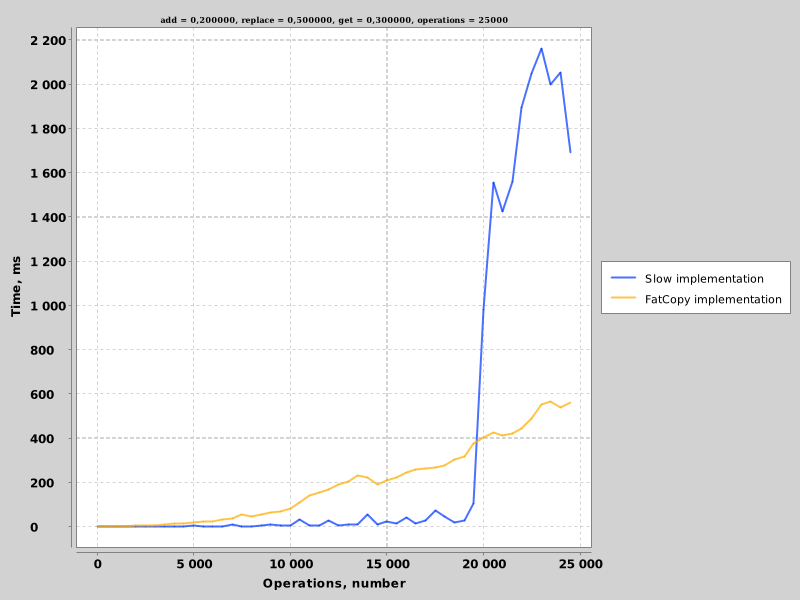 add = 0,200000, replace = 0,500000, get = 0,300000, operations = 25000
2 200
2 000
1 800
1 600
1 400
1 200
1 000
800
600
400
200
0
Time, ms
0 5 000 10 000 15 000 20 000 25 000
Operations, number
Slow implementation
FatCopy implementation